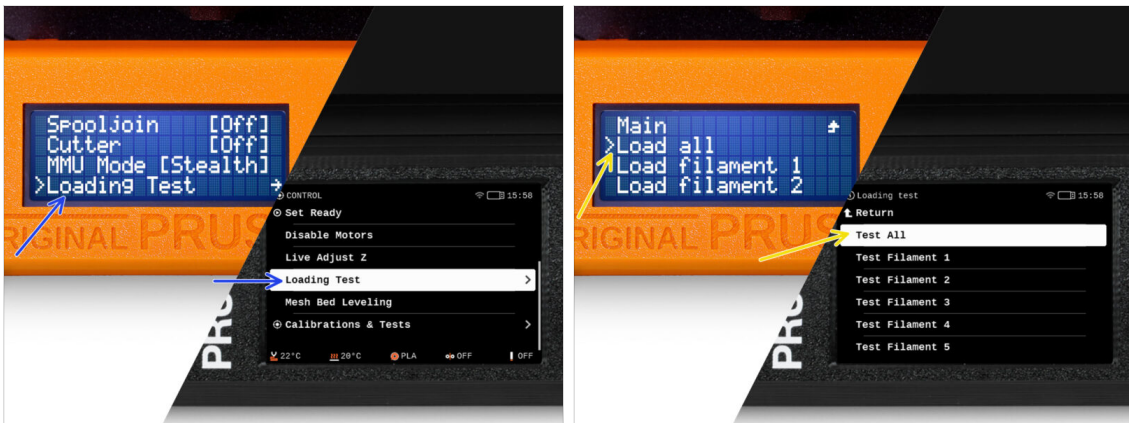 Spooljoin [Off]
Cutter [Off]
MMU Mode [Stealth]
>Loading Test →
RIGINAL PRUS
CONTROL 15:58
Set Ready
Disable Motors
Live Adjust Z
Loading Test >
Mesh Bed Leveling
Calibrations & Tests >
22°C 20°C PLA OFF OFF
PRUS
Main
>Load all
Load filament 1
Load filament 2
RIGINAL PRUS
Loading test 15:58
Return
Test All
Test Filament 1
Test Filament 2
Test Filament 3
Test Filament 4
Test Filament 5
PRUS